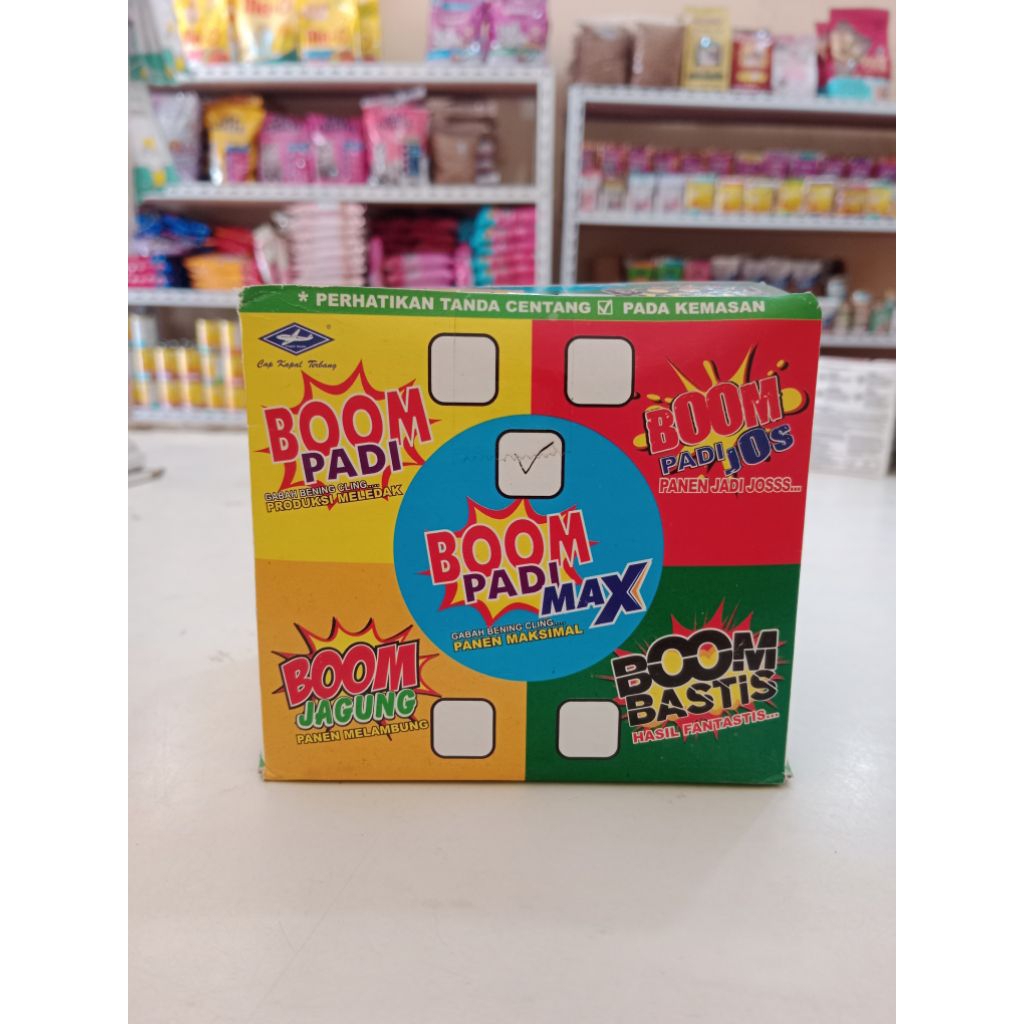 * PERHATIKAN TANDA CENTANG ☑ PADA KEMASAN
Cap Kapal Terbang
BOOM
PADI
GABAH BENING CLING....
PRODUKSI MELEDAK
BOOM
PADI JOS
PANEN JADI JOSSS...
BOOM
PADI MAX
GABAH BENING CLING....
PANEN MAKSIMAL
BOOM
JAGUNG
PANEN MELAMBUNG
BOOM
BASTIS
HASIL FANTASTIS....